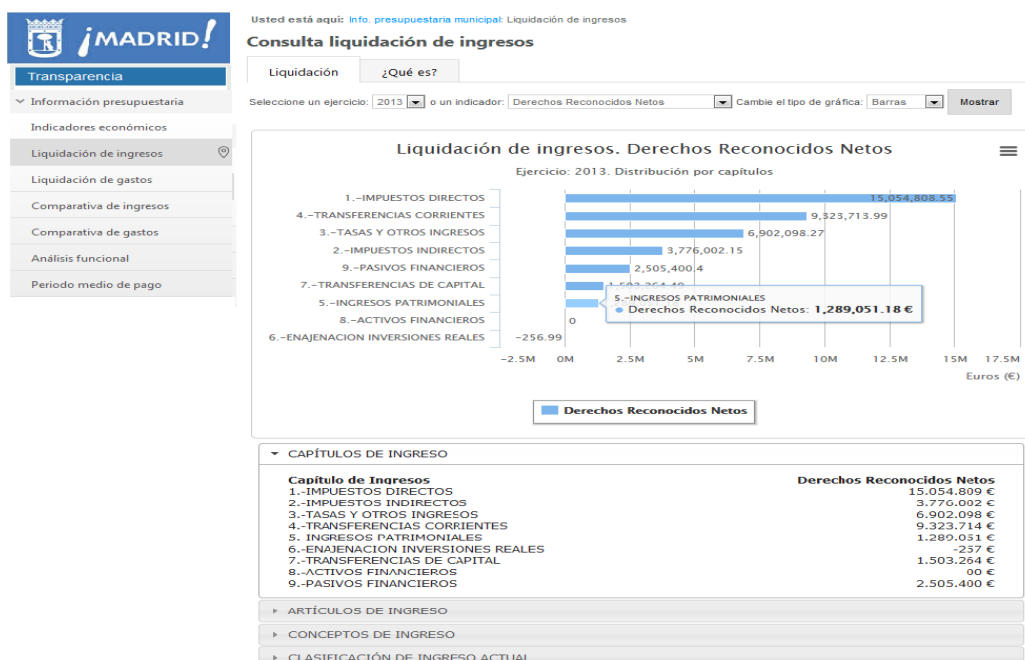 ¡MADRID!
Transparencia
Información presupuestaria
Indicadores económicos
Liquidación de ingresos
Liquidación de gastos
Comparativa de ingresos
Comparativa de gastos
Análisis funcional
Periodo medio de pago
Usted está aquí: Info. presupuestaria municipal: Liquidación de ingresos
Consulta liquidación de ingresos
Liquidación ¿Qué es?
Seleccione un ejercicio: 2013 o un indicador: Derechos Reconocidos Netos Cambie el tipo de gráfica: Barras Mostrar
Liquidación de ingresos. Derechos Reconocidos Netos
Ejercicio: 2013. Distribución por capítulos
1.-IMPUESTOS DIRECTOS 15,054,808.55
4.-TRANSFERENCIAS CORRIENTES 9,323,713.99
3.-TASAS Y OTROS INGRESOS 6,902,098.27
2.-IMPUESTOS INDIRECTOS 3,776,002.15
9.-PASIVOS FINANCIEROS 2,505,400.4
7.-TRANSFERENCIAS DE CAPITAL
5.-INGRESOS PATRIMONIALES
5.-INGRESOS PATRIMONIALES
Derechos Reconocidos Netos: 1,289,051.18 €
8.-ACTIVOS FINANCIEROS 0
6.-ENAJENACION INVERSIONES REALES -256.99
-2.5M 0M 2.5M 5M 7.5M 10M 12.5M 15M 17.5M
Euros (€)
Derechos Reconocidos Netos
CAPÍTULOS DE INGRESO
Capítulo de Ingresos Derechos Reconocidos Netos
1.-IMPUESTOS DIRECTOS 15.054.809 €
2.-IMPUESTOS INDIRECTOS 3.776.002 €
3.-TASAS Y OTROS INGRESOS 6.902.098 €
4.-TRANSFERENCIAS CORRIENTES 9.323.714 €
5. INGRESOS PATRIMONIALES 1.289.051 €
6.-ENAJENACION INVERSIONES REALES -257 €
7.-TRANSFERENCIAS DE CAPITAL 1.503.264 €
8.-ACTIVOS FINANCIEROS 00 €
9.-PASIVOS FINANCIEROS 2.505.400 €
ARTÍCULOS DE INGRESO
CONCEPTOS DE INGRESO
CLASIFICACIÓN DE INGRESO ACTUAL